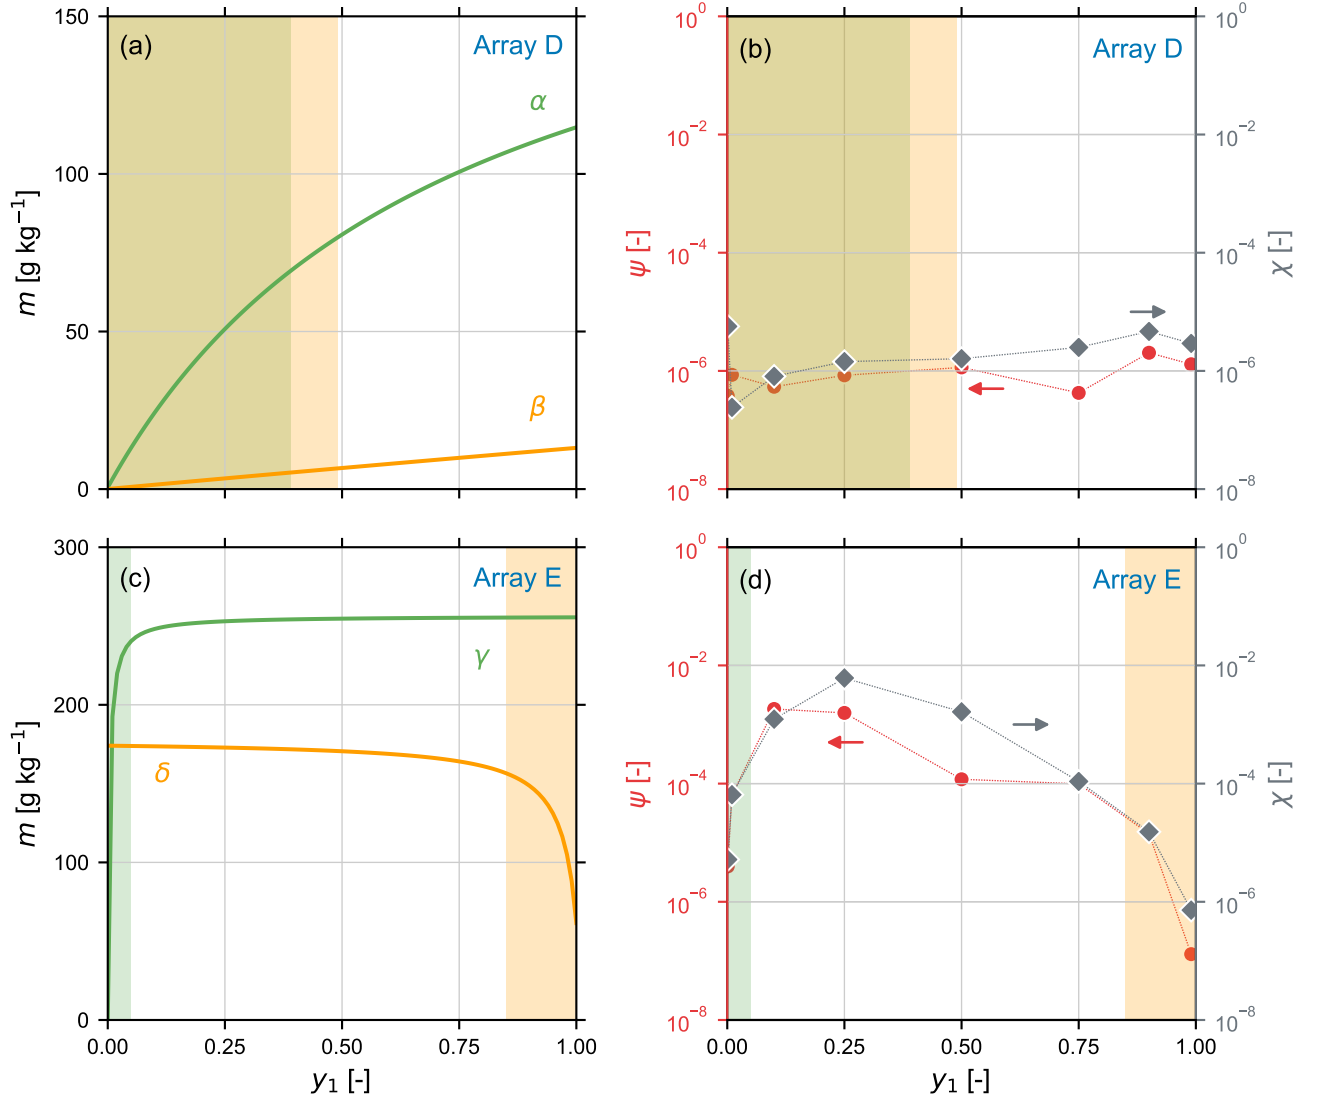 (a)
Array D
α
β
150
100
50
0
m [g kg⁻¹]
(b)
Array D
10⁰
10⁻²
10⁻⁴
10⁻⁶
10⁻⁸
ψ [-]
10⁰
10⁻²
10⁻⁴
10⁻⁶
10⁻⁸
χ [-]
(c)
Array E
γ
δ
300
200
100
0
m [g kg⁻¹]
0.00 0.25 0.50 0.75 1.00
y₁ [-]
(d)
Array E
10⁰
10⁻²
10⁻⁴
10⁻⁶
10⁻⁸
ψ [-]
10⁰
10⁻²
10⁻⁴
10⁻⁶
10⁻⁸
χ [-]
0.00 0.25 0.50 0.75 1.00
y₁ [-]